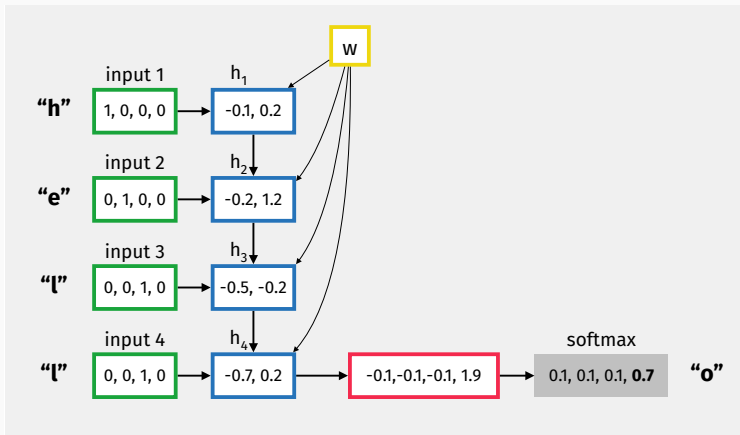 W
input 1
h1
“h”
1, 0, 0, 0
-0.1, 0.2
input 2
h2
“e”
0, 1, 0, 0
-0.2, 1.2
input 3
h3
“l”
0, 0, 1, 0
-0.5, -0.2
input 4
h4
softmax
“l”
0, 0, 1, 0
-0.7, 0.2
-0.1,-0.1,-0.1, 1.9
0.1, 0.1, 0.1, 0.7
“o”